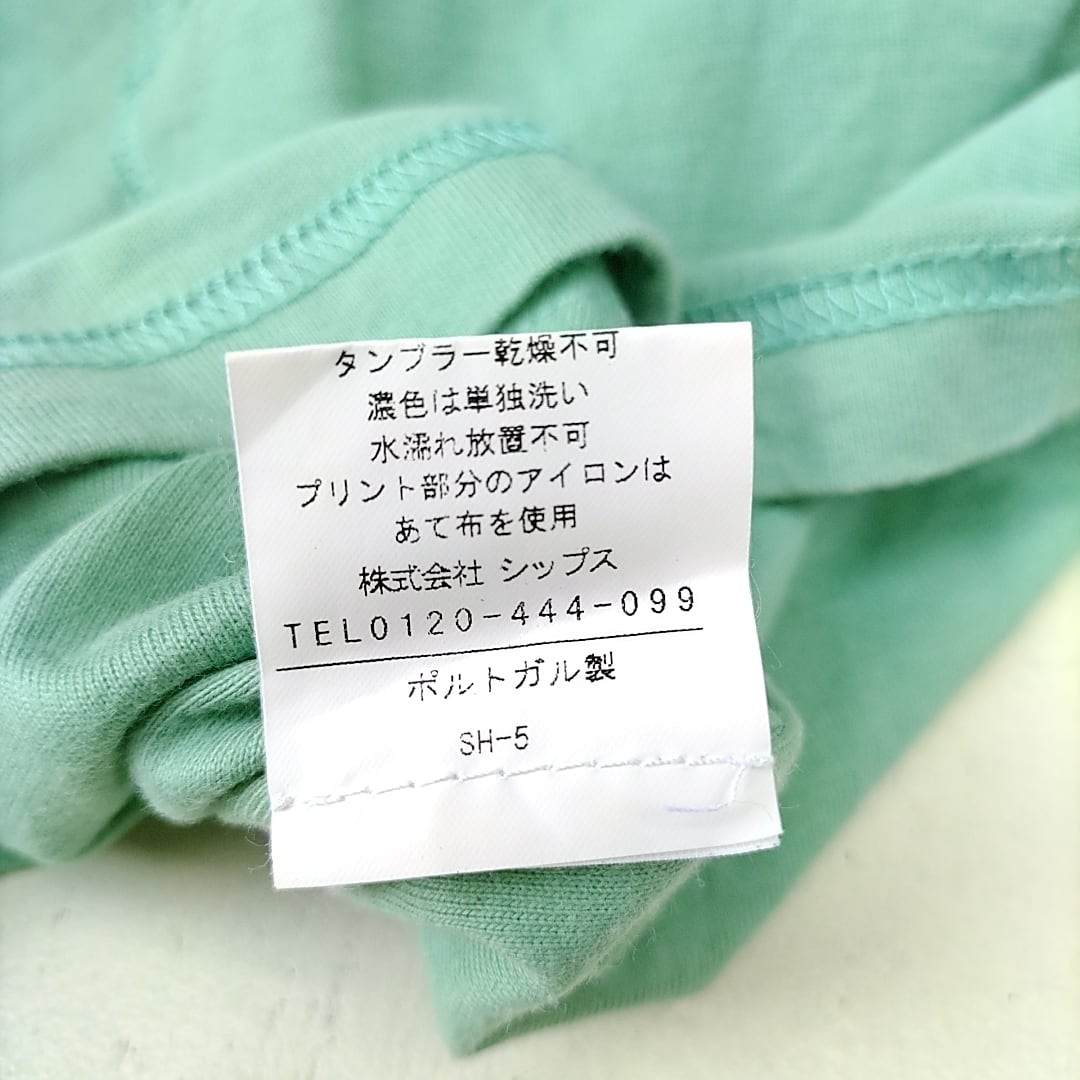 タンブラー乾燥不可
濃色は単独洗い
水濡れ放置不可
プリント部分のアイロンは
あて布を使用
株式会社 シップス
TEL0120-444-099
ポルトガル製
SH-5